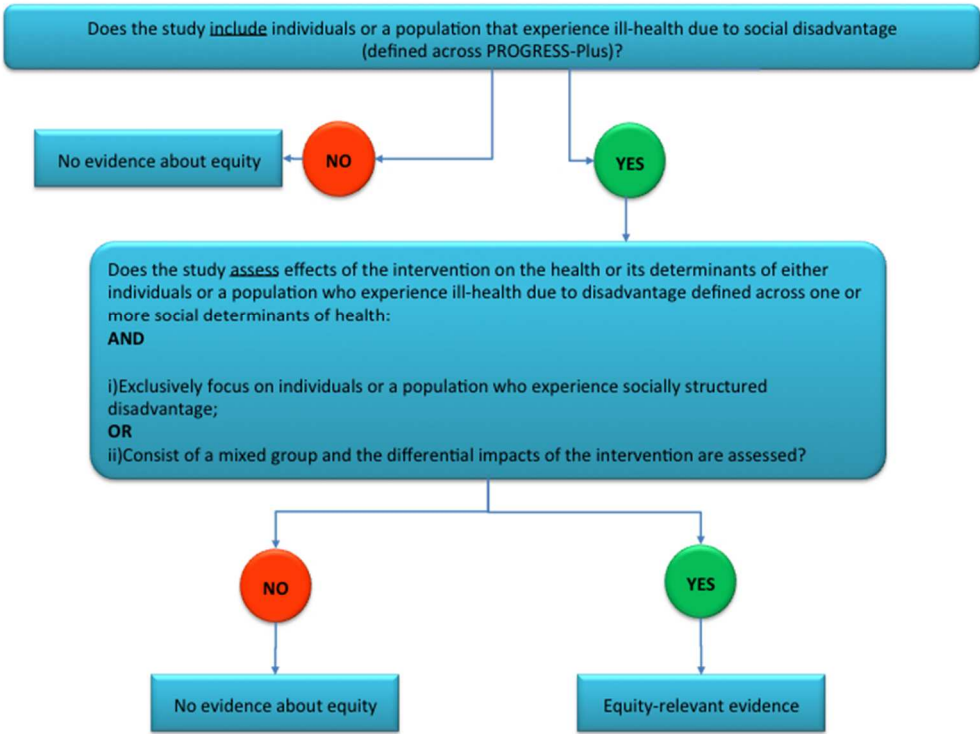 Does the study include individuals or a population that experience ill-health due to social disadvantage
(defined across PROGRESS-Plus)?
No evidence about equity
NO
YES
Does the study assess effects of the intervention on the health or its determinants of either
individuals or a population who experience ill-health due to disadvantage defined across one or
more social determinants of health:
AND
i)Exclusively focus on individuals or a population who experience socially structured
disadvantage;
OR
ii)Consist of a mixed group and the differential impacts of the intervention are assessed?
NO
YES
No evidence about equity
Equity-relevant evidence